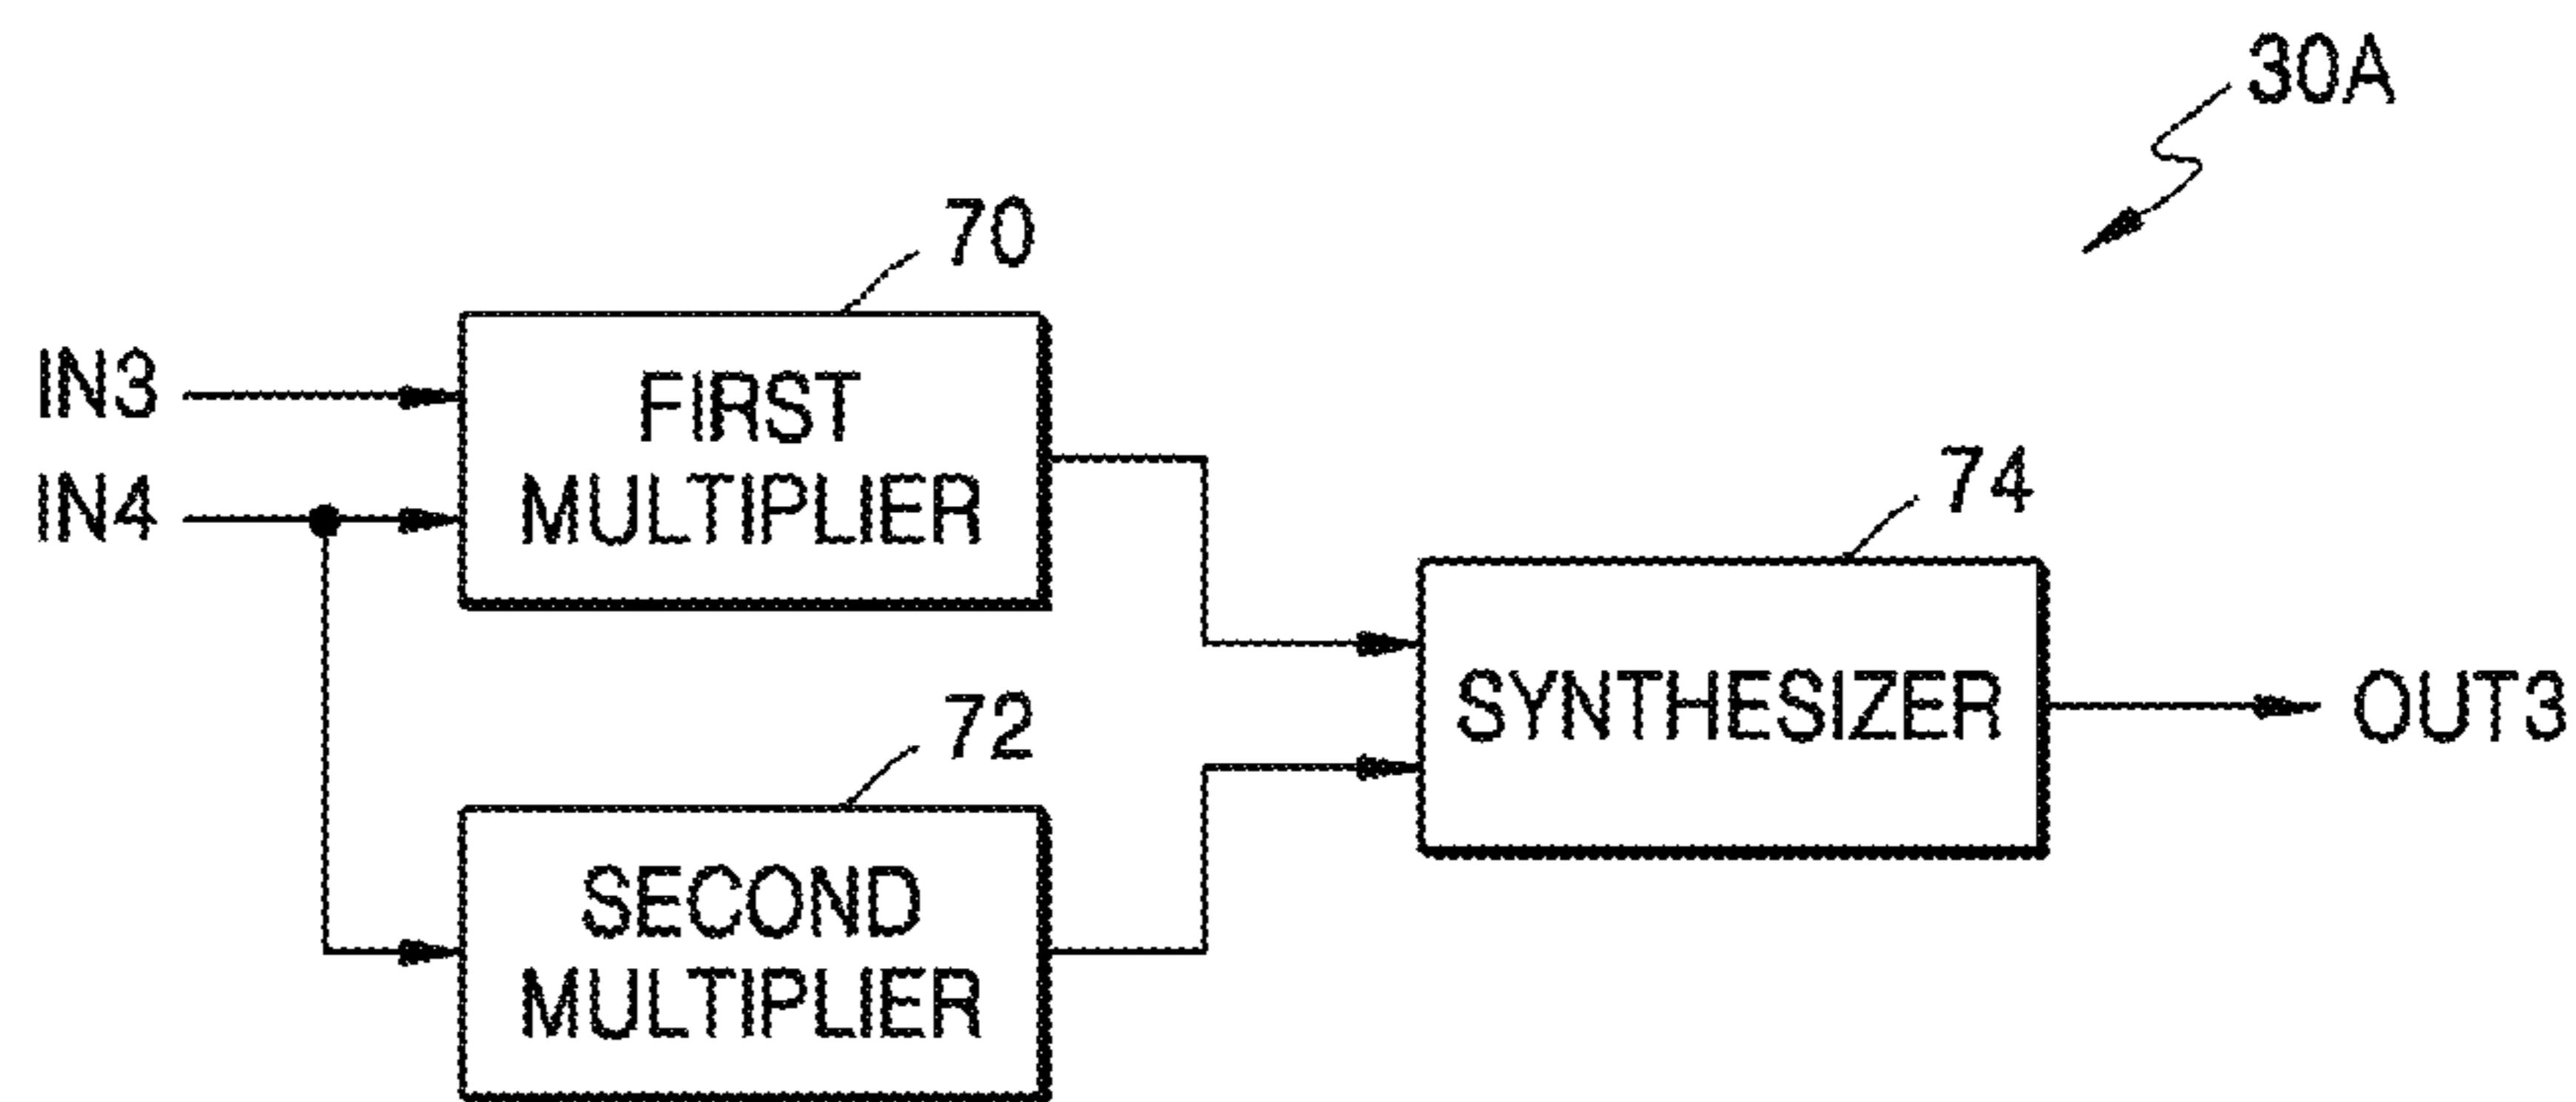 30A
70
IN3
FIRST
MULTIPLIER
IN4
74
SYNTHESIZER
OUT3
72
SECOND
MULTIPLIER